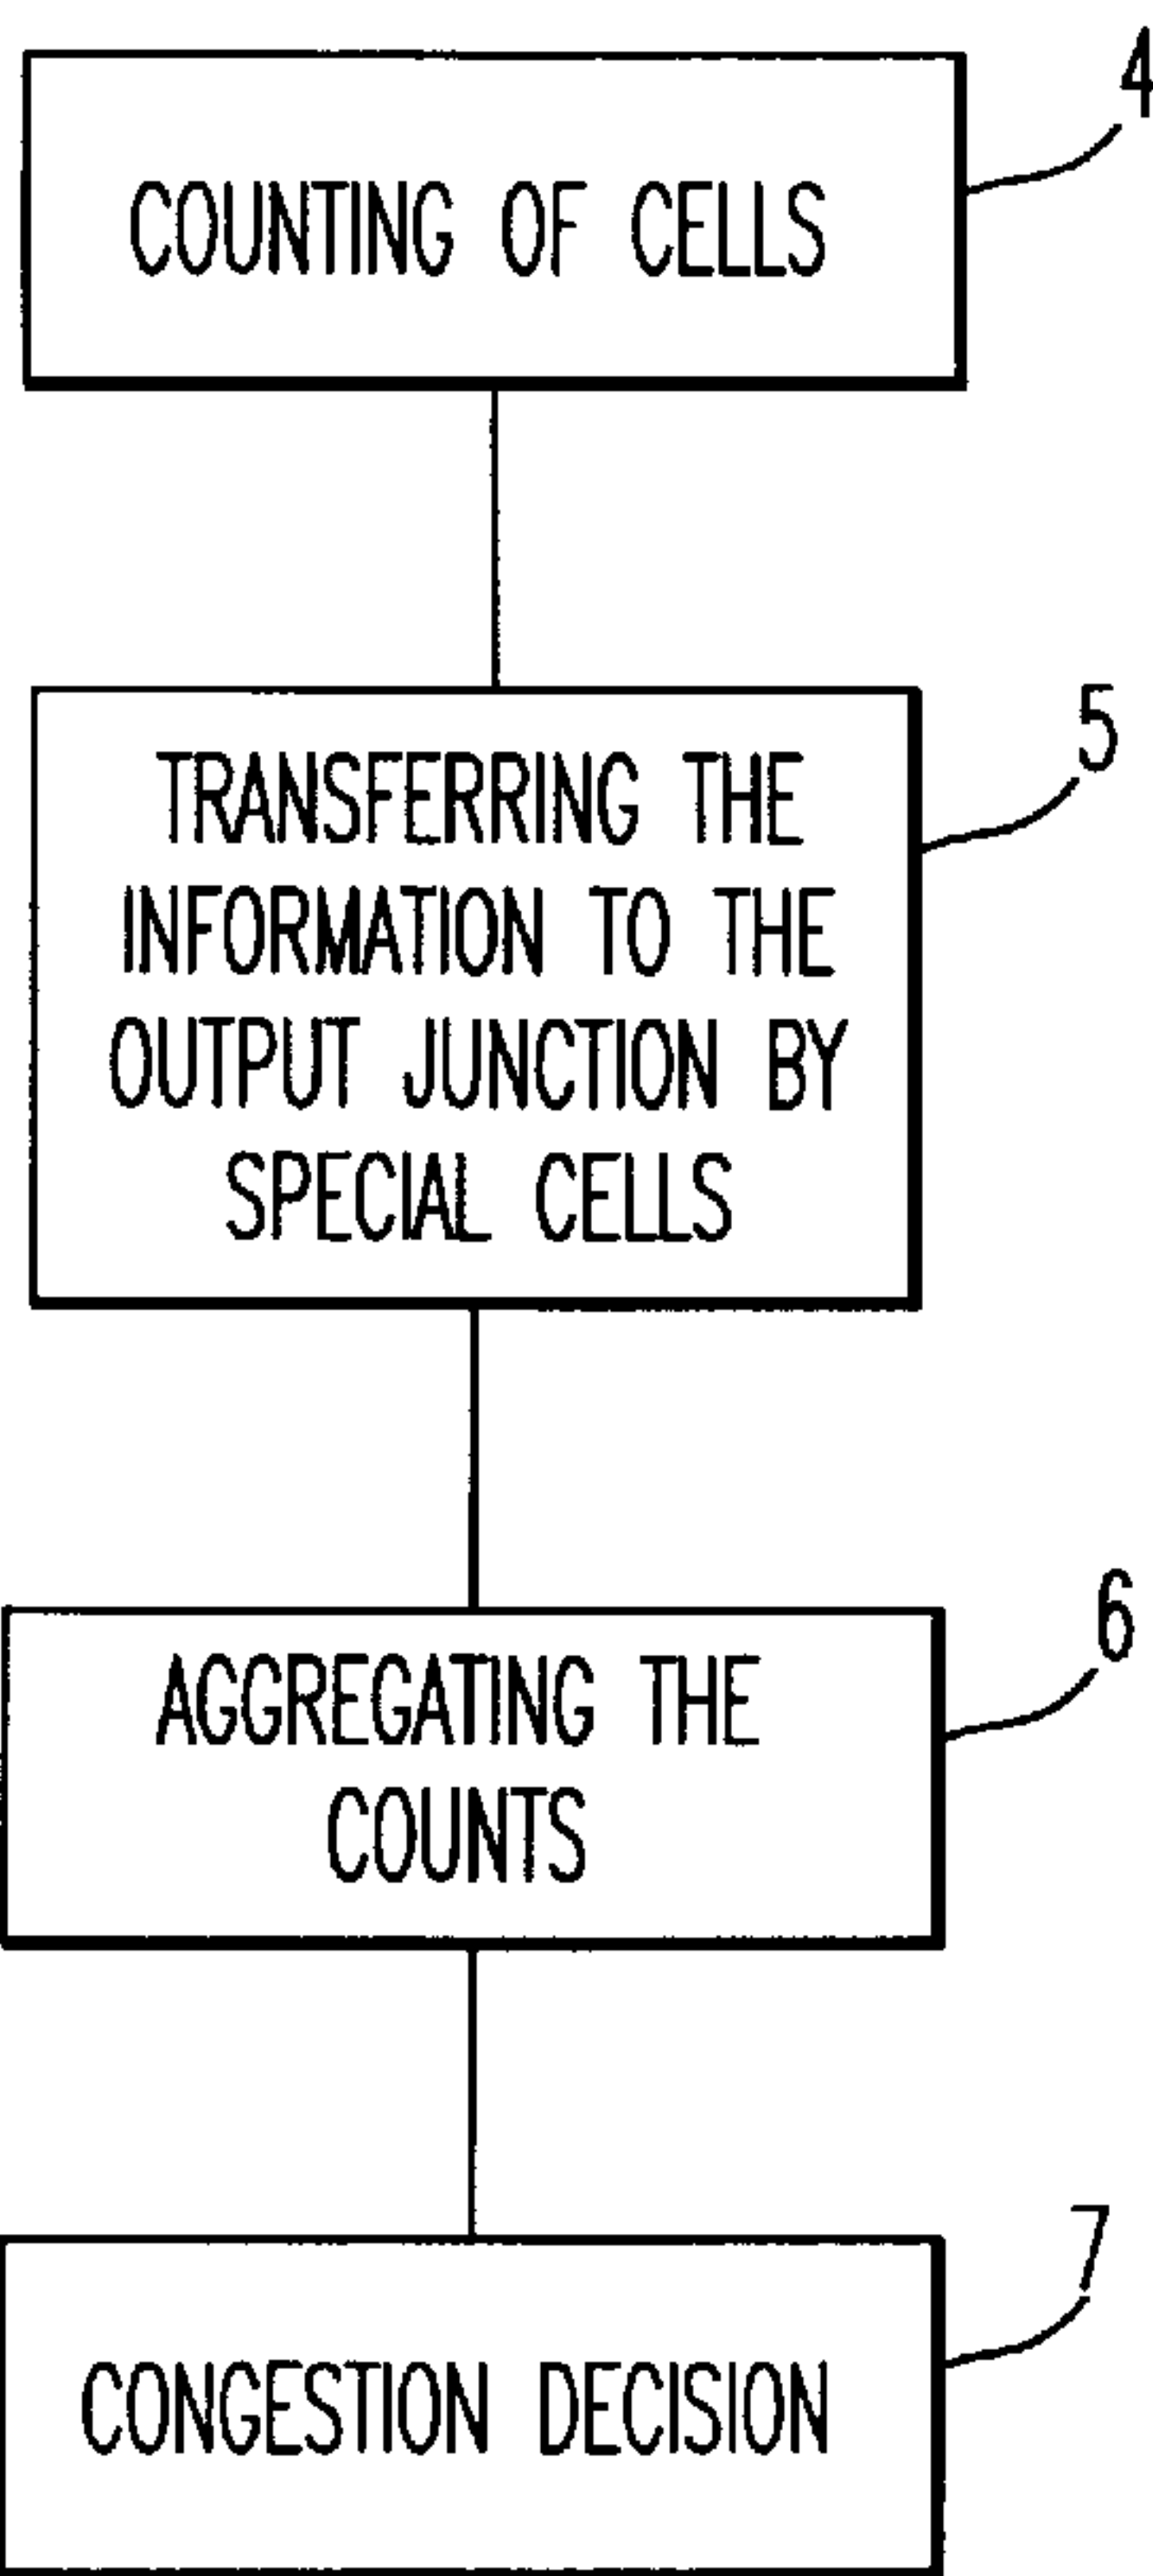 4
COUNTING OF CELLS
5
TRANSFERRING THE
INFORMATION TO THE
OUTPUT JUNCTION BY
SPECIAL CELLS
6
AGGREGATING THE
COUNTS
7
CONGESTION DECISION